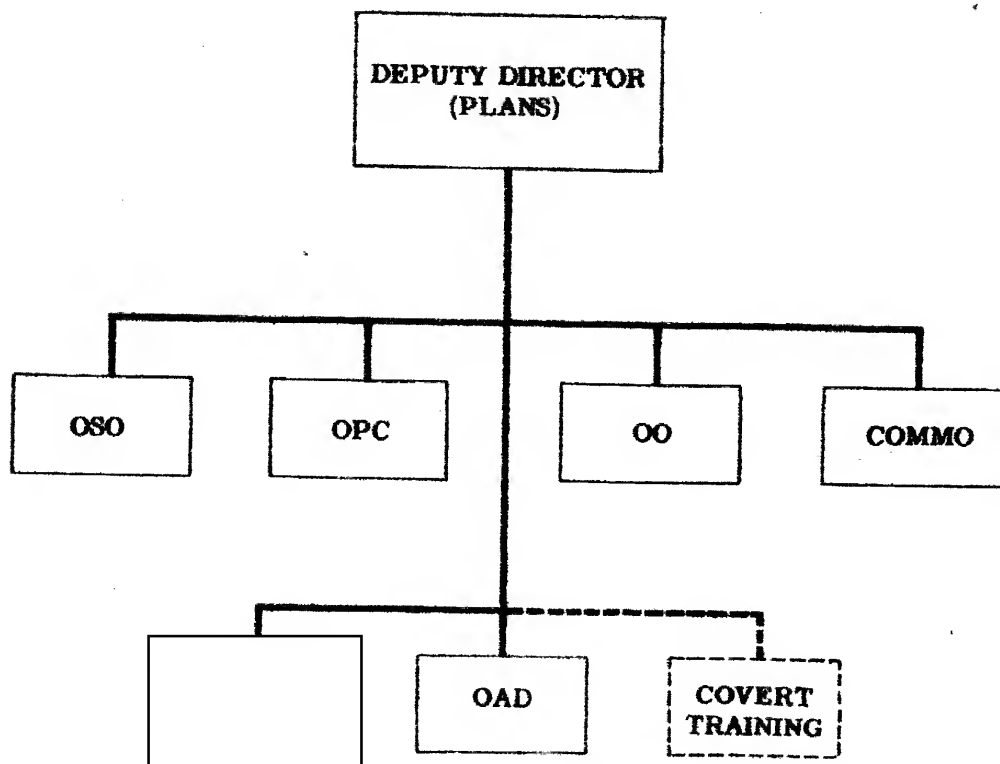 DEPUTY DIRECTOR
(PLANS)
OSO
OPC
OO
COMMO
OAD
COVERT
TRAINING